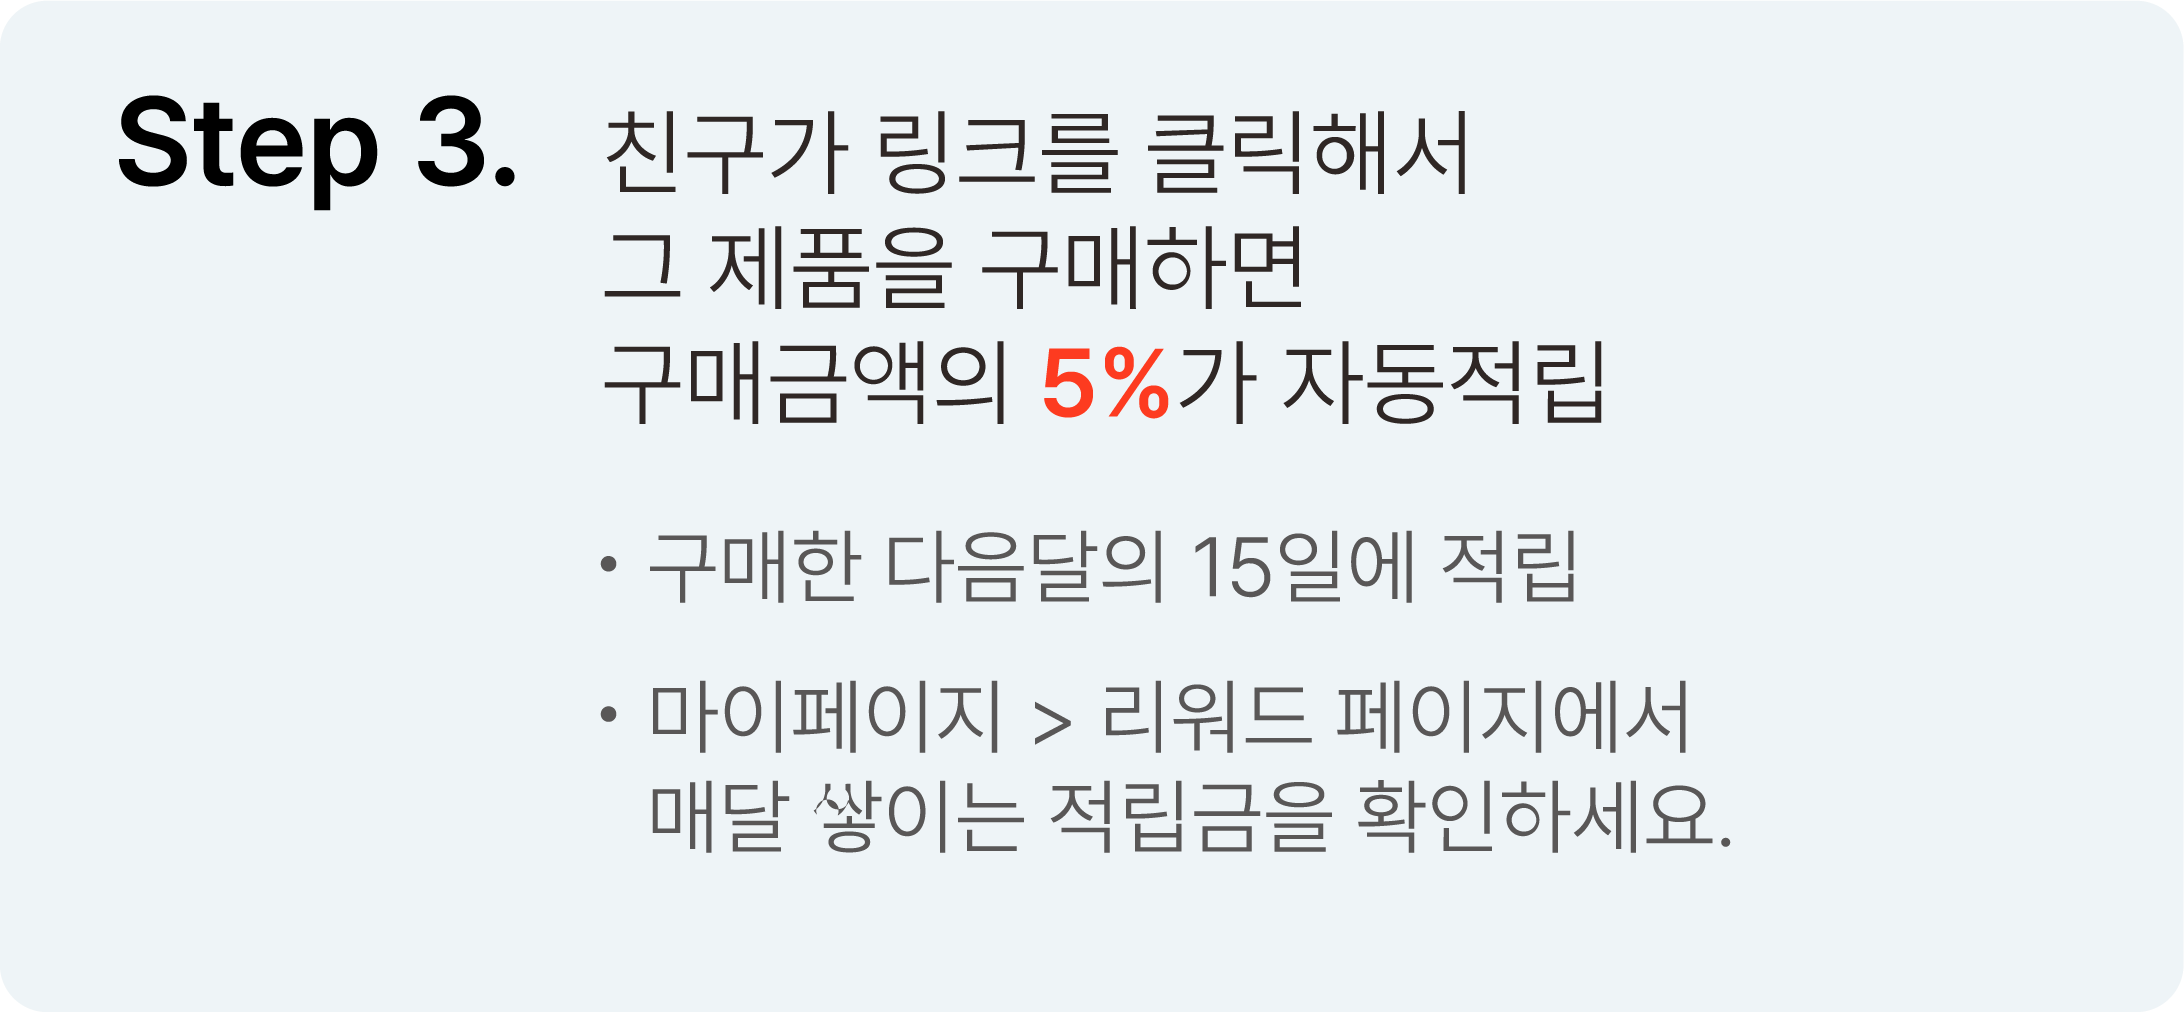 Step 3. 친구가 링크를 클릭해서
그 제품을 구매하면
구매금액의 5%가 자동적립
• 구매한 다음달의 15일에 적립
• 마이페이지 > 리워드 페이지에서
매달 쌓이는 적립금을 확인하세요.